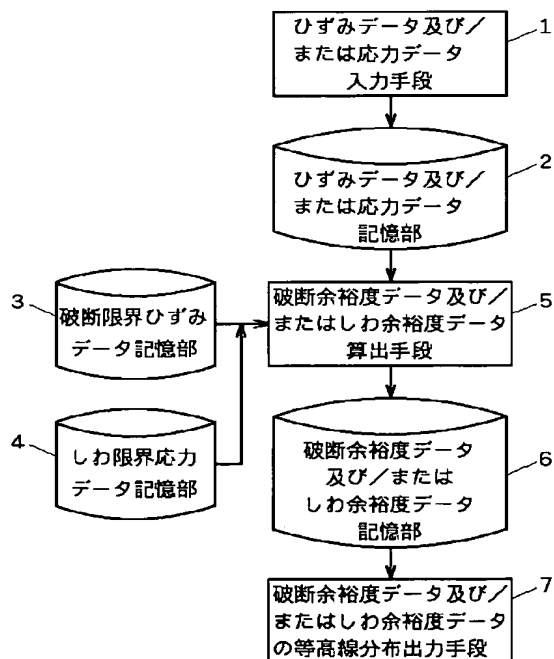 ひずみデータ及び／
または応力データ
入力手段
1
ひずみデータ及び／
または応力データ
記憶部
2
3
破断限界ひずみ
データ記憶部
4
しわ限界応力
データ記憶部
破断余裕度データ及び／
またはしわ余裕度データ
算出手段
5
破断余裕度データ
及び／または
しわ余裕度データ
記憶部
6
破断余裕度データ及び／
またはしわ余裕度データ
の等高線分布出力手段
7